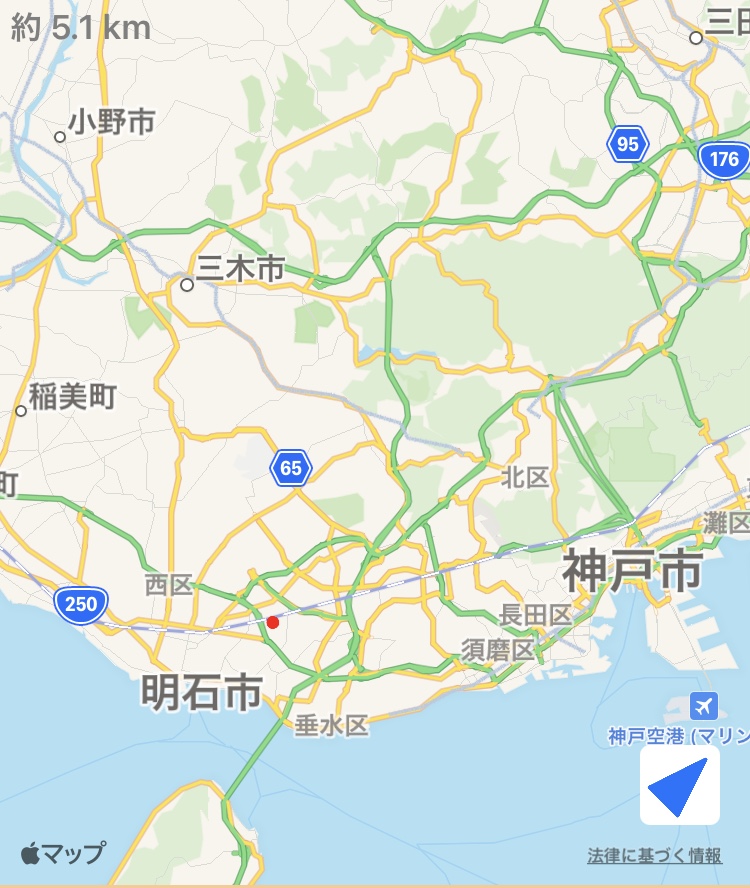 約 5.1 km
三田
小野市
95
176
三木市
稲美町
65
北区
町
灘区
西区
神戸市
250
長田区
須磨区
明石市
垂水区
神戸空港 (マリン
マップ
法律に基づく情報